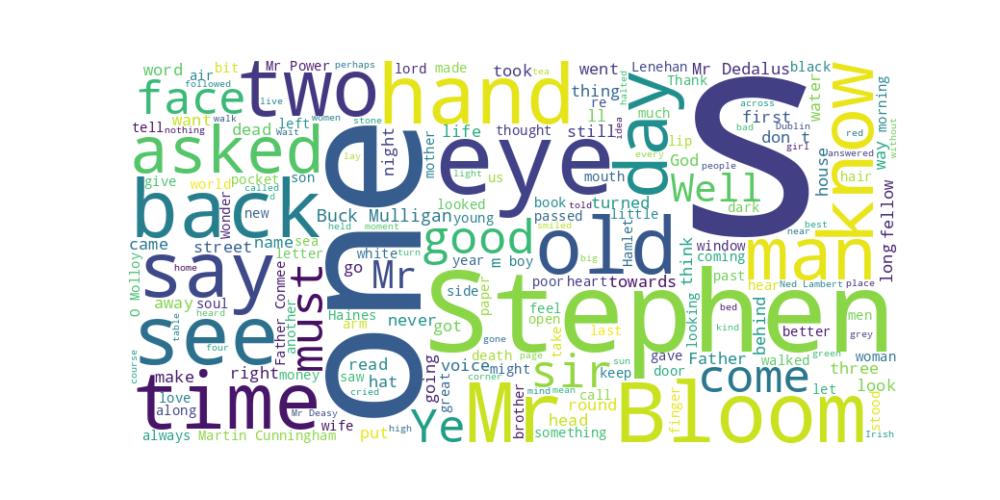 word
air
bit
Mr Power
perhaps
lord
made
took
tea
went
Lenehan
Mr Dedalus
black
followed
face
two
hand
thing
re
halted
Thank
S
know
want
live
ll
much
day
across
first
water
tell
nothing
walk
left
women
stone
idea
bad
Dublin
don t
morning
way
without
asked
dead
wait
night
mother
life
thought
still
lip
God
girl
red
answered
give
world
pocket
son
lay
one
eye
light
us
mouth
every
people
Well
dark
house
hair
back
called
d
new
Wonder
looked
young
book
told
turned
passed
little
smiled
best
near
long
fellow
came
street
name
sea
Buck Mulligan
held
moment
good
old
Hamlet
think
window
coming
man
O Molloy
say
home
letter
white
turn
year
m
boy
big
poor
heart
towards
past
hear
Ned Lambert
place
away
soul
heard
must
go
Mr
side
paper
Stephen
looking
bed
kind
behind
better
men
grey
see
table
four
Father Conmee
another
Haines
arm
never
got
feel
open
take
last
course
make
right
money
read
saw
hat
cried
going
gone
voice
death
page
might
sir
sun
keep
door
gave
Father
walked
green
woman
come
three
look
time
love
along
Mr Deasy
wife
great
corner
mind
mean
call
round
finger
let
stood
always
Martin Cunningham
put
high
Ye
Mr Bloom
brother
head
something
Irish